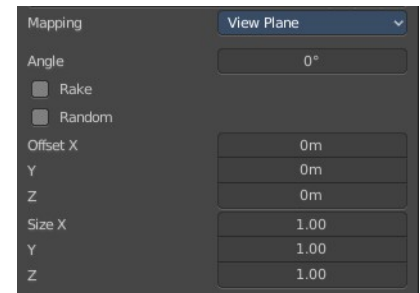 Mapping View Plane
Angle 0°
Rake
Random
Offset X 0m
Y 0m
Z 0m
Size X 1.00
Y 1.00
Z 1.00